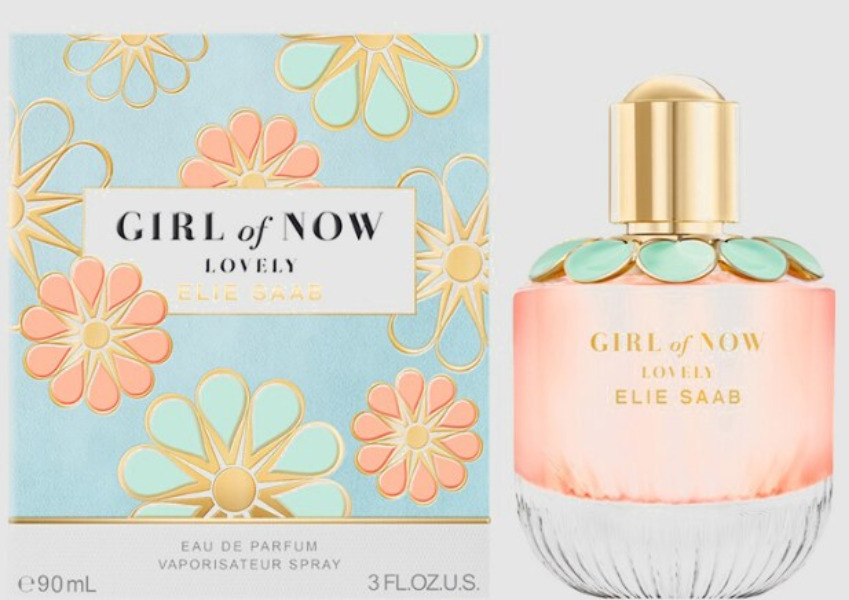 GIRL of NOW
LOVELY
ELIE SAAB
EAU DE PARFUM
VAPORISATEUR SPRAY
℮90mL
3 FL.OZ.U.S.
GIRL of NOW
LOVELY
ELIE SAAB